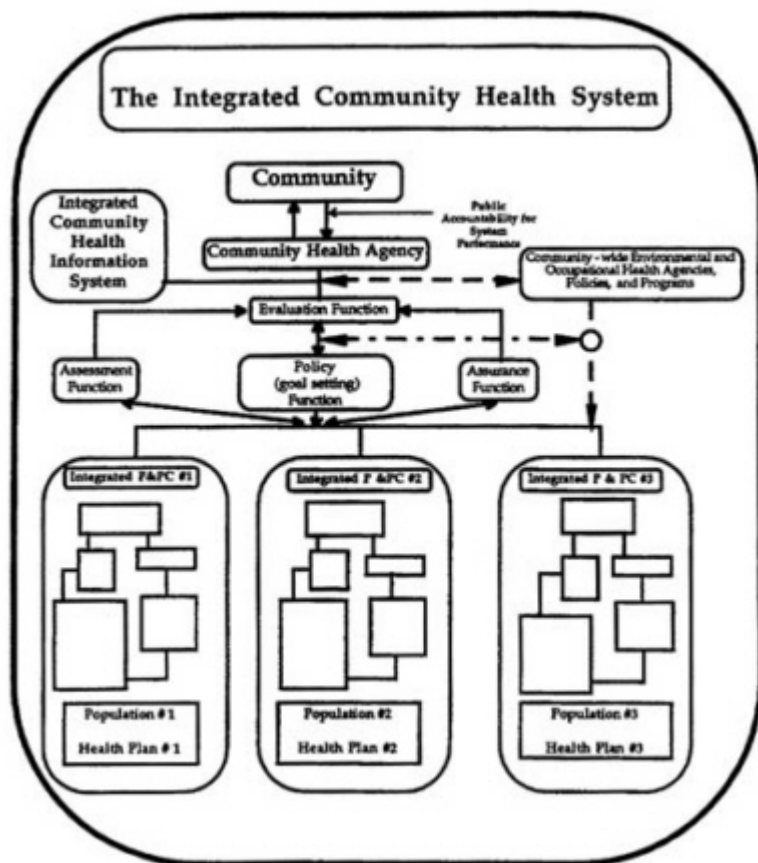 The Integrated Community Health System
Community
Public
Accountability for
System
Performance
Integrated
Community
Health
Information
System
Community Health Agency
Community - wide Environmental and
Occupational Health Agencies,
Policies, and Programs
Evaluation Function
Assessment
Function
Policy
(goal setting)
Function
Assurance
Function
Integrated P&PC #1
Integrated P &PC #2
Integrated P & PC #3
Population # 1
Health Plan # 1
Population #2
Health Plan #2
Population #3
Health Plan #3